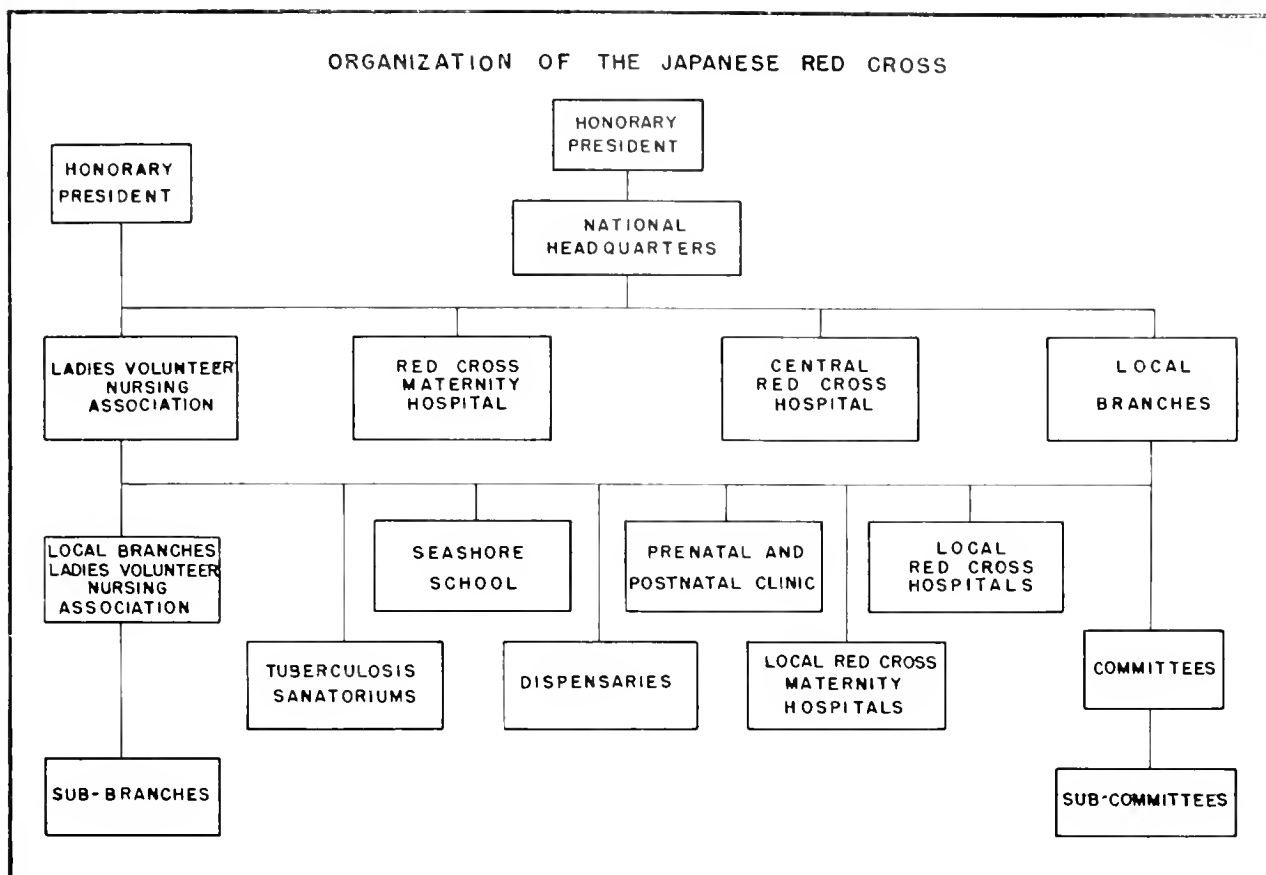 ORGANIZATION OF THE JAPANESE RED CROSS
HONORARY
PRESIDENT
HONORARY
PRESIDENT
NATIONAL
HEADQUARTERS
LADIES VOLUNTEER
NURSING
ASSOCIATION
RED CROSS
MATERNITY
HOSPITAL
CENTRAL
RED CROSS
HOSPITAL
LOCAL
BRANCHES
LOCAL BRANCHES
LADIES VOLUNTEER
NURSING
ASSOCIATION
SEASHORE
SCHOOL
PRENATAL AND
POSTNATAL CLINIC
LOCAL
RED CROSS
HOSPITALS
TUBERCULOSIS
SANATORIUMS
DISPENSARIES
LOCAL RED CROSS
MATERNITY
HOSPITALS
COMMITTEES
SUB-BRANCHES
SUB-COMMITTEES